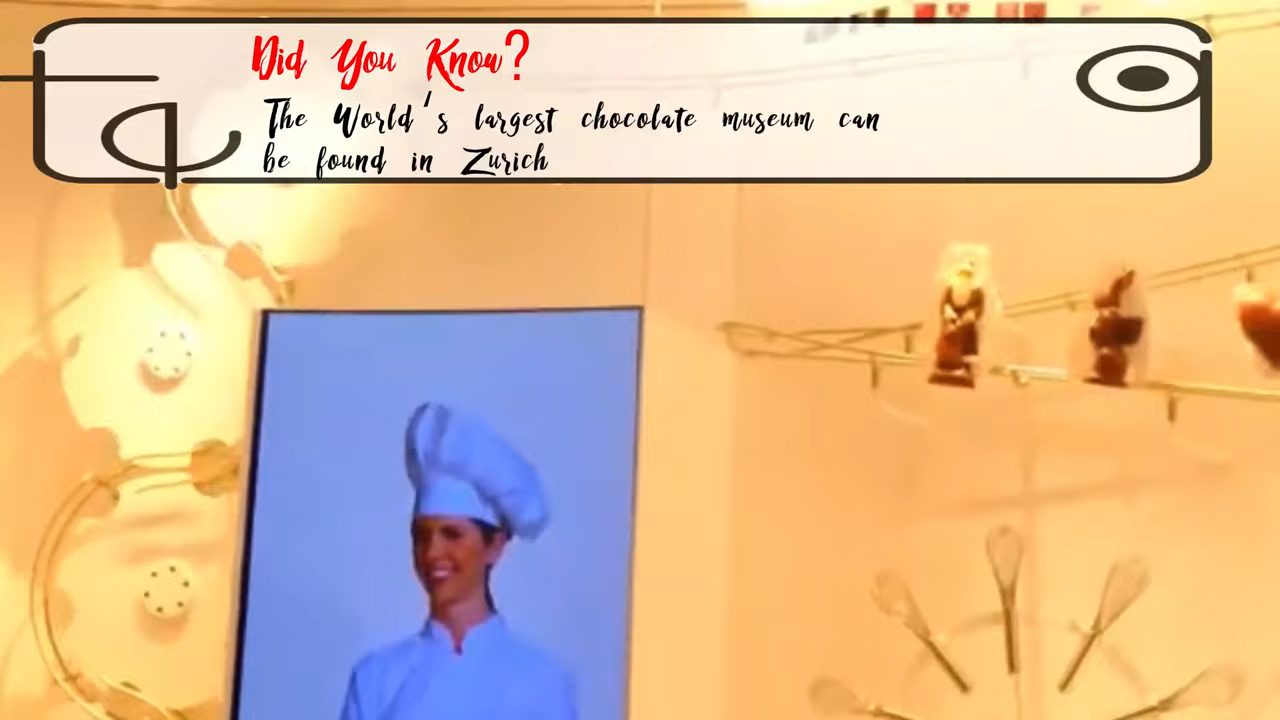 Did You Know?
The World's largest chocolate museum can
be found in Zurich